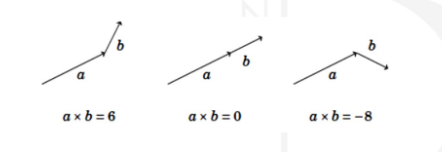 a b
a b
a b
a × b = 6
a × b = 0
a × b = −8